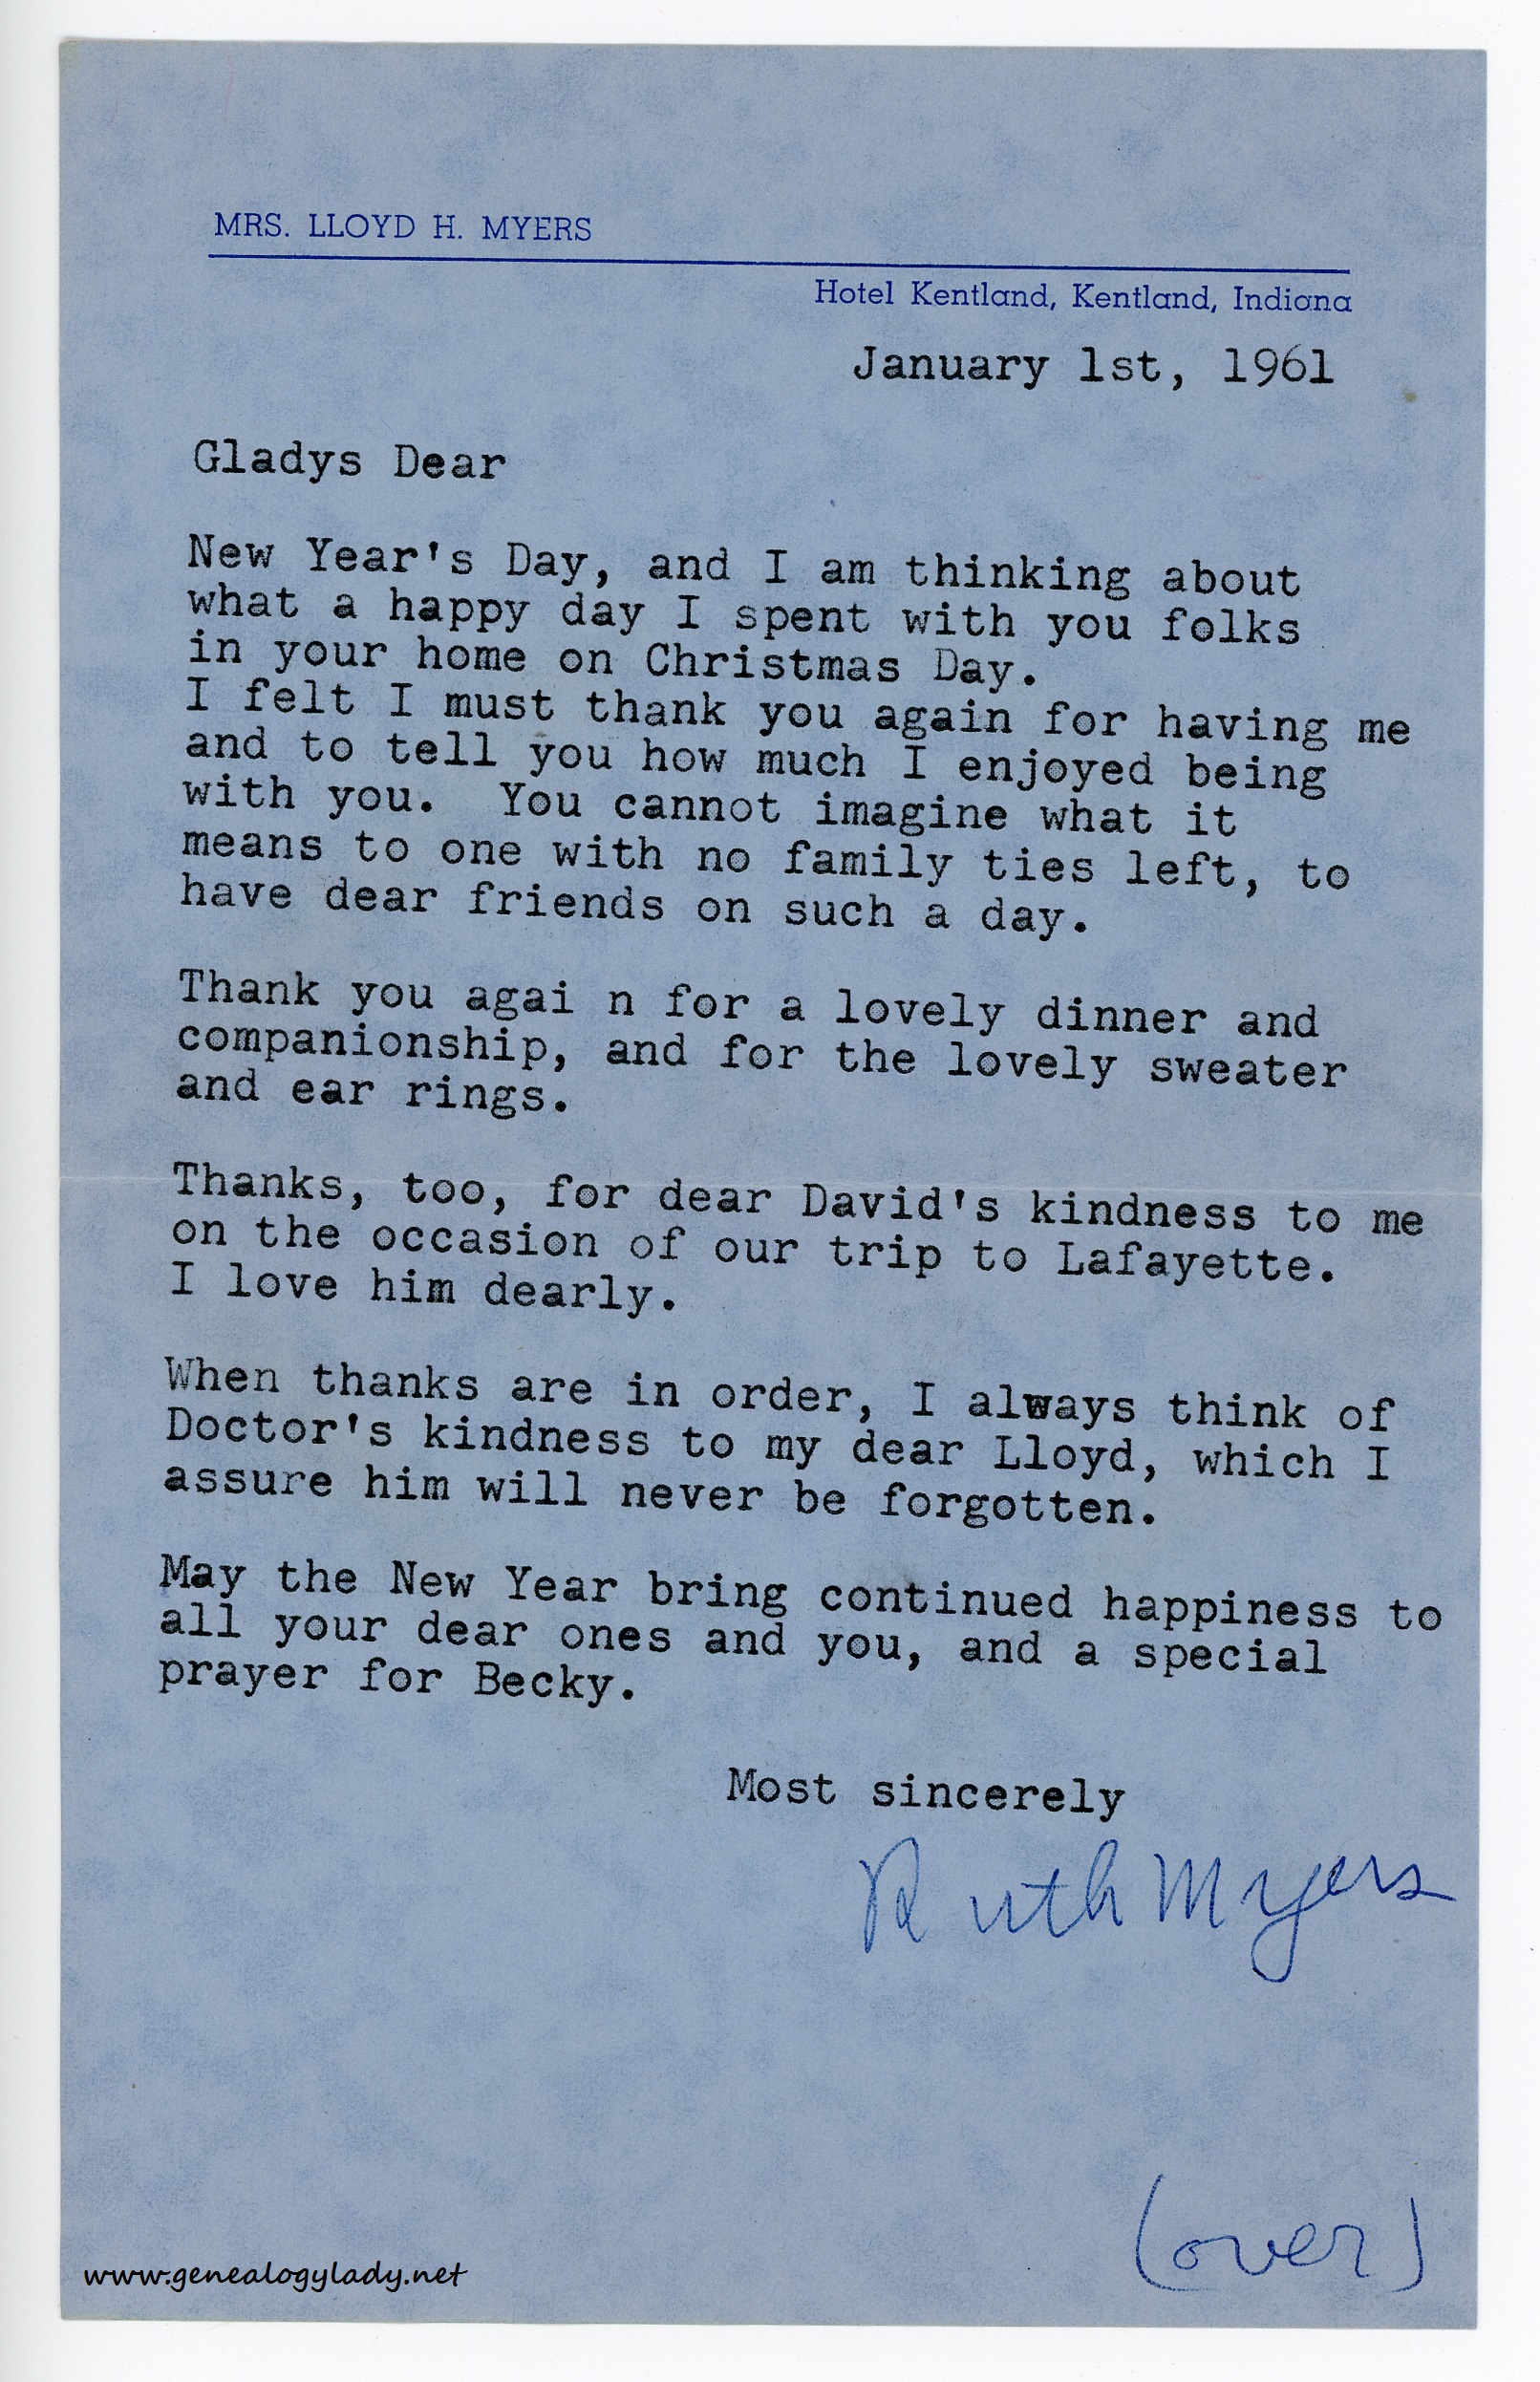 MRS. LLOYD H. MYERS
Hotel Kentland, Kentland, Indiana
January 1st, 1961
Gladys Dear
New Year's Day, and I am thinking about
what a happy day I spent with you folks
in your home on Christmas Day.
I felt I must thank you again for having me
and to tell you how much I enjoyed being
with you.  You cannot imagine what it
means to one with no family ties left, to
have dear friends on such a day.
Thank you agai n for a lovely dinner and
companionship, and for the lovely sweater
and ear rings.
Thanks, too, for dear David's kindness to me
on the occasion of our trip to Lafayette.
I love him dearly.
When thanks are in order, I always think of
Doctor's kindness to my dear Lloyd, which I
assure him will never be forgotten.
May the New Year bring continued happiness to
all your dear ones and you, and a special
prayer for Becky.
Most sincerely
Ruth Myers
(over)
www.genealogylady.net